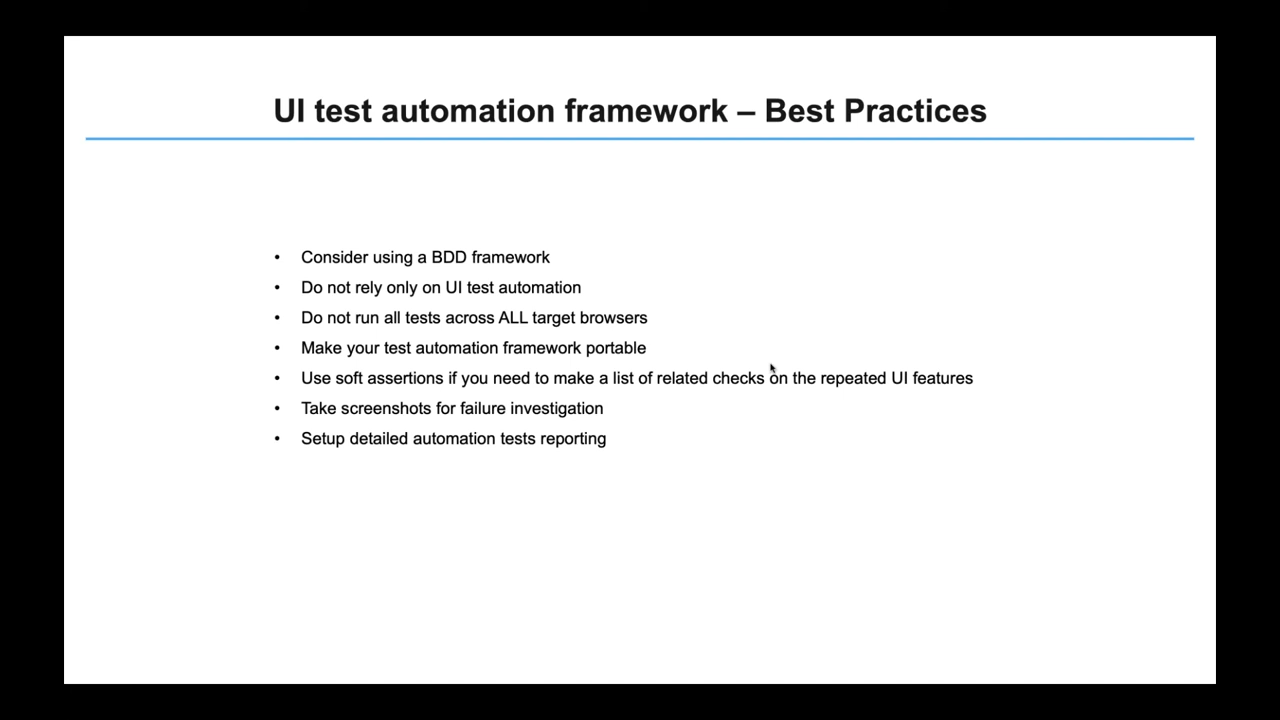 UI test automation framework – Best Practices
• Consider using a BDD framework
• Do not rely only on UI test automation
• Do not run all tests across ALL target browsers
• Make your test automation framework portable
• Use soft assertions if you need to make a list of related checks on the repeated UI features
• Take screenshots for failure investigation
• Setup detailed automation tests reporting